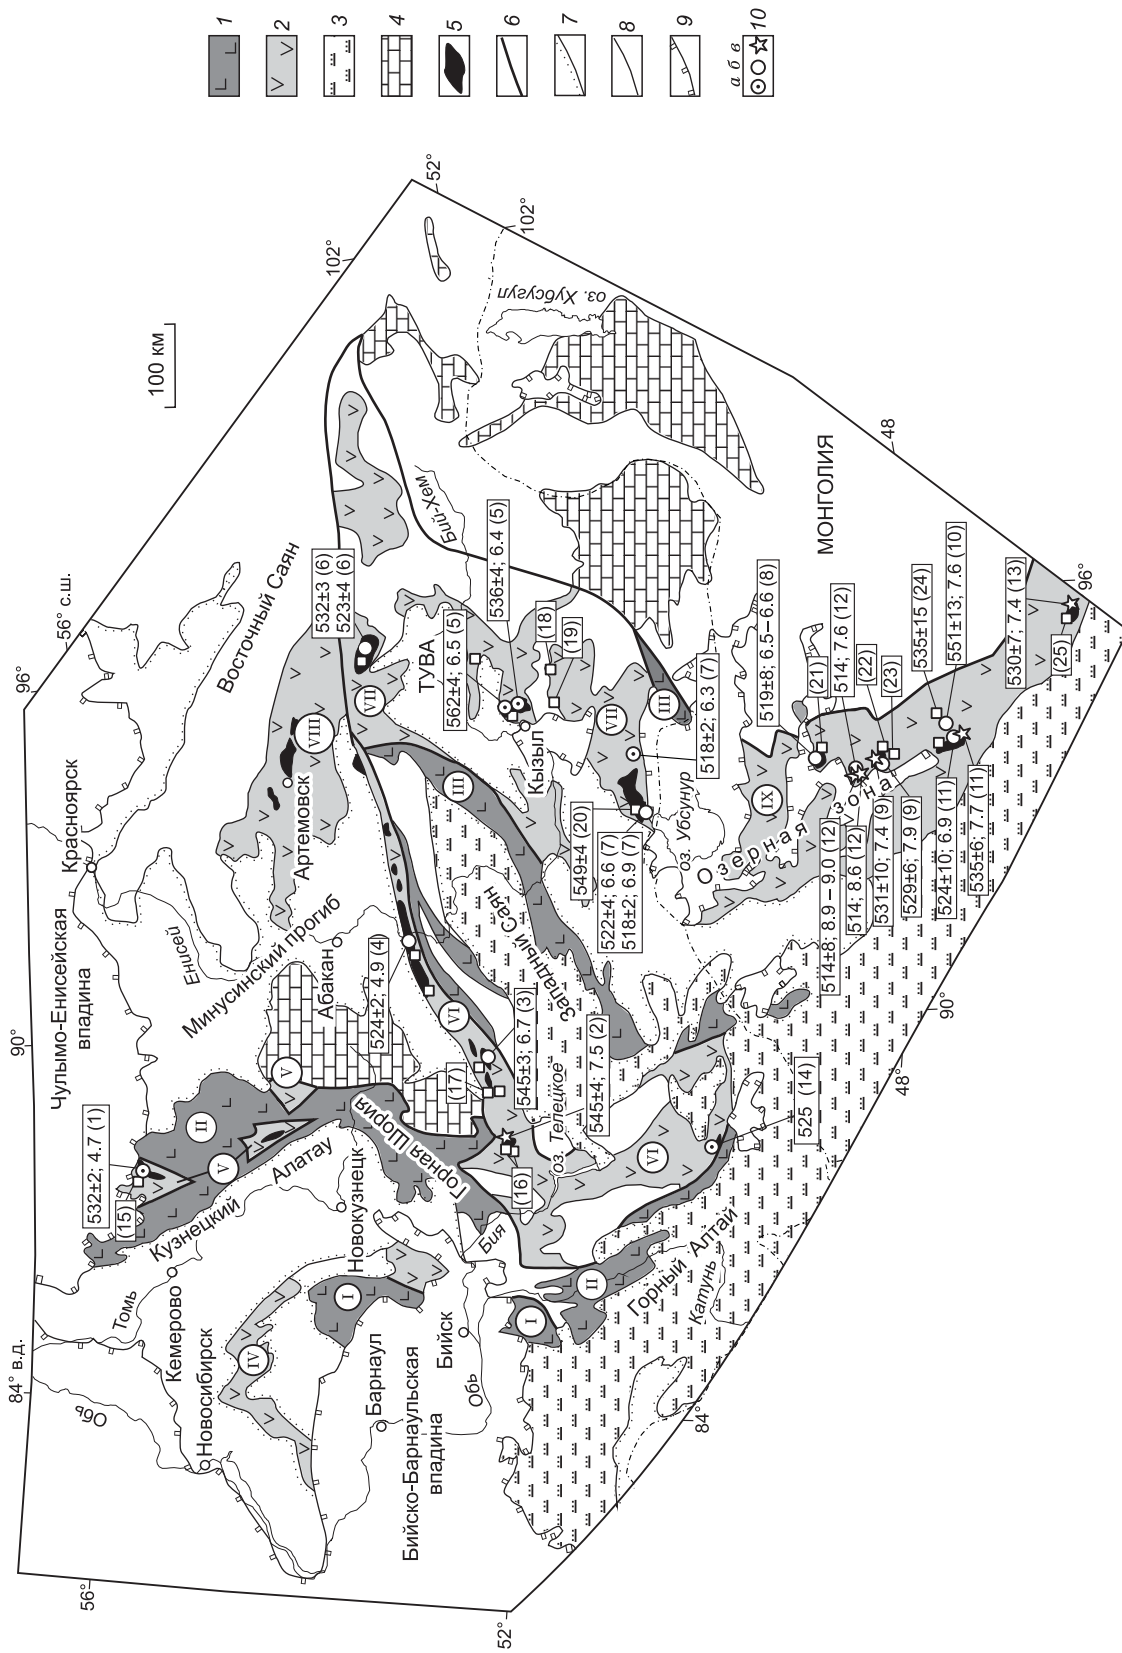 84° в.д.
90°
96°
56° с.ш.
102°
52°
102°
48
96°
90°
48°
84°
52°
56°
100 км
1
2
3
4
5
6
7
8
9
а б в
10
Чулымо-Енисейская
впадина
Красноярск
Енисей
Восточный Саян
Минусинский прогиб
Абакан
Артемовск
Обь
Томь
Кемерово
Новосибирск
Кузнецкий
Алатау
Новокузнецк
Горная Шория
Барнаул
Бийско-Барнаульская
впадина
Бийск
Обь
Бия
оз. Телецкое
Западный Саян
Горный Алтай
Катунь
ТУВА
Кызыл
Бий-Хем
оз. Хубсугул
оз. Убсунур
Озерная зона
МОНГОЛИЯ
I
I
II
II
III
III
IV
V
V
VI
VI
VII
VII
VIII
IX
532±2; 4.7 (1)
(15)
524±2; 4.9 (4)
(17)
545±3; 6.7 (3)
545±4; 7.5 (2)
(16)
525 (14)
532±3 (6)
523±4 (6)
562±4; 6.5 (5)
536±4; 6.4 (5)
(18)
(19)
518±2; 6.3 (7)
549±4 (20)
522±4; 6.6 (7)
518±2; 6.9 (7)
519±8; 6.5–6.6 (8)
(21)
514; 7.6 (12)
(22)
(23)
535±15 (24)
551±13; 7.6 (10)
530±7; 7.4 (13)
(25)
514±8; 8.9 – 9.0 (12)
514; 8.6 (12)
531±10; 7.4 (9)
529±6; 7.9 (9)
524±10; 6.9 (11)
535±6; 7.7 (11)